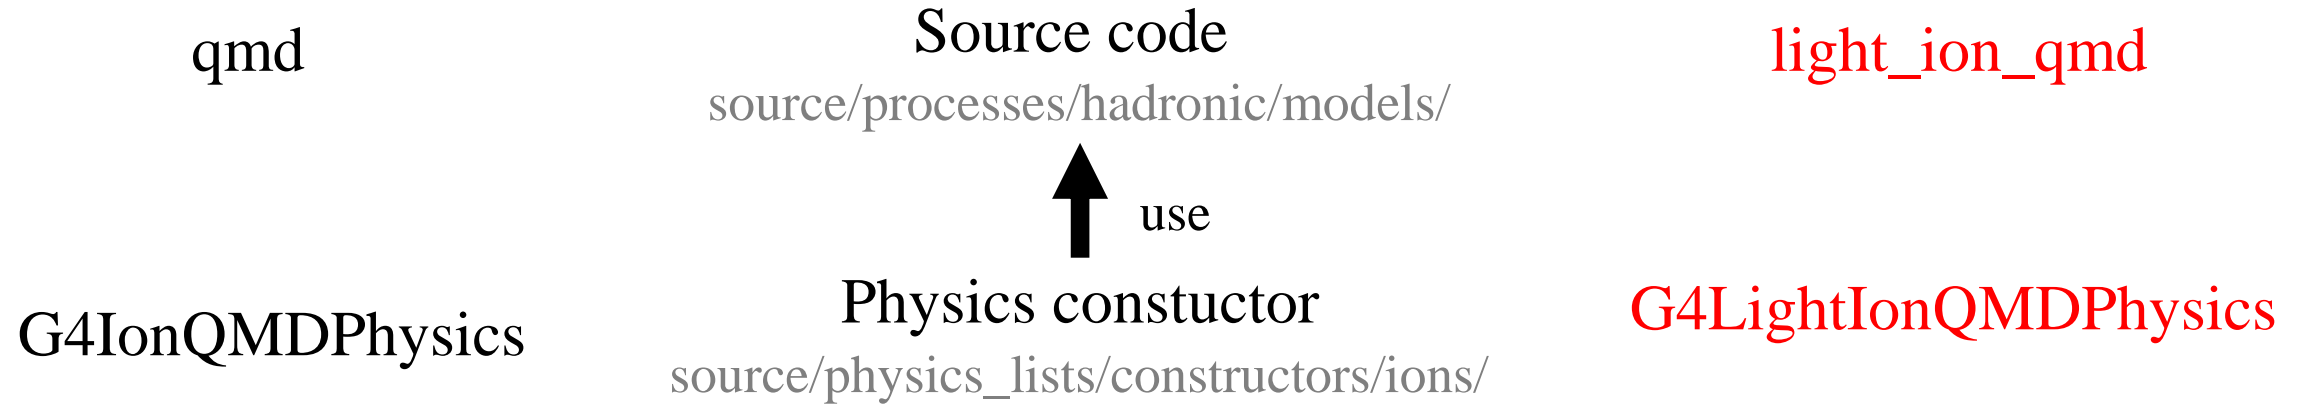 qmd
Source code
light_ion_qmd
source/processes/hadronic/models/
use
Physics constuctor
G4IonQMDPhysics
G4LightIonQMDPhysics
source/physics_lists/constructors/ions/